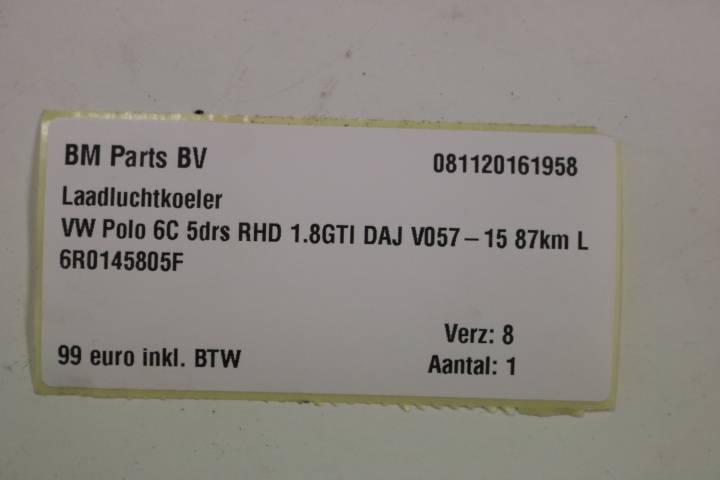 BM Parts BV 081120161958
Laadluchtkoeler
VW Polo 6C 5drs RHD 1.8GTI DAJ V057-15 87km L
6R0145805F
Verz: 8
99 euro inkl. BTW Aantal: 1